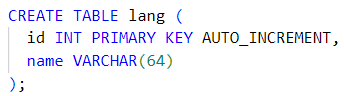 CREATE TABLE lang (
  id INT PRIMARY KEY AUTO_INCREMENT,
  name VARCHAR(64)
);